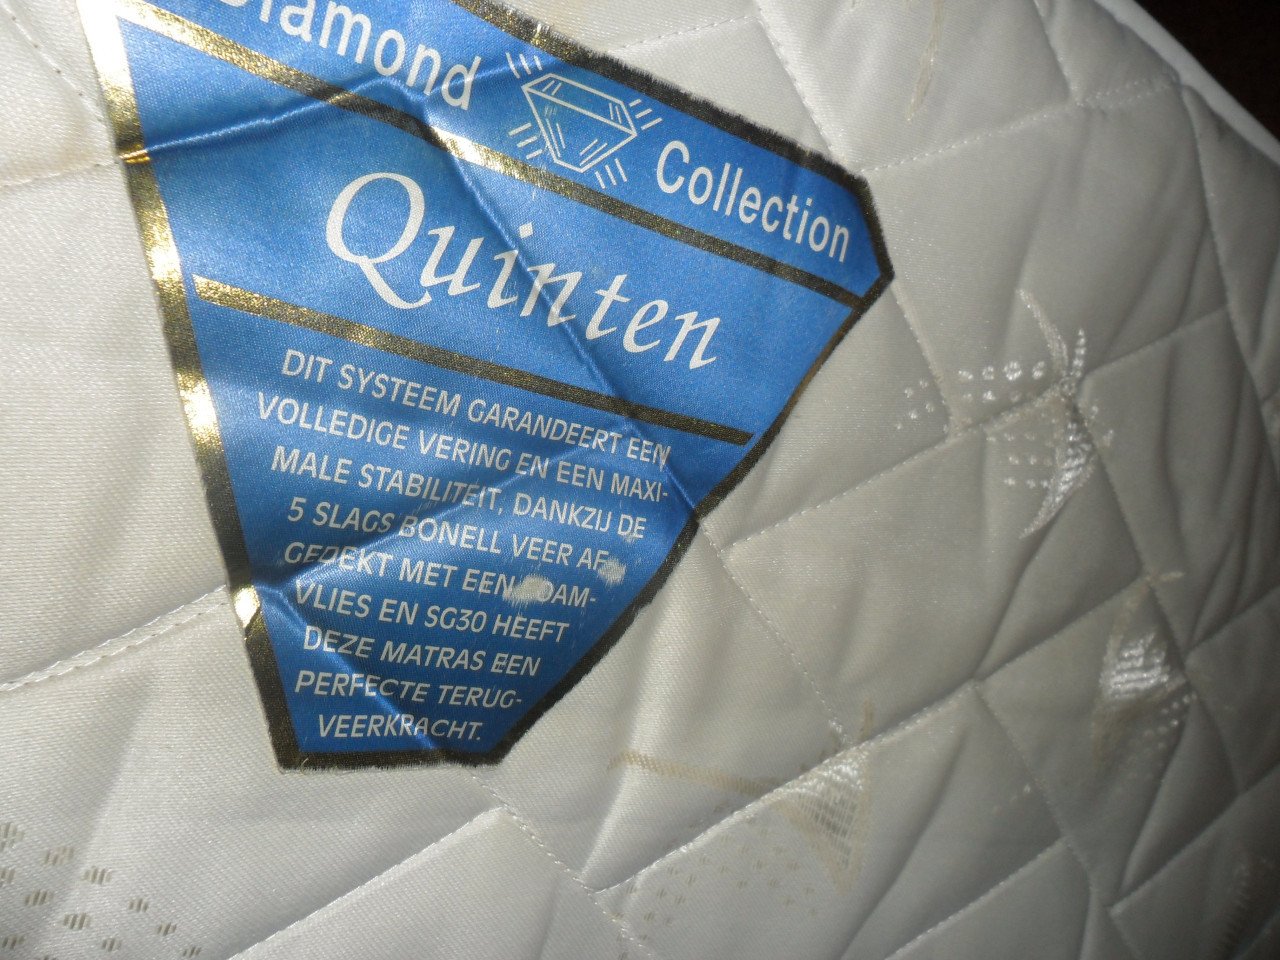 Diamond Collection
Quinten
DIT SYSTEEM GARANDEERT EEN
VOLLEDIGE VERING EN EEN MAXI-
MALE STABILITEIT, DANKZIJ DE
5 SLAGS BONELL VEER AF
GEDEKT MET EEN
VLIES EN SG30 HEEFT
DEZE MATRAS EEN
PERFECTE TERUG-
VEERKRACHT.